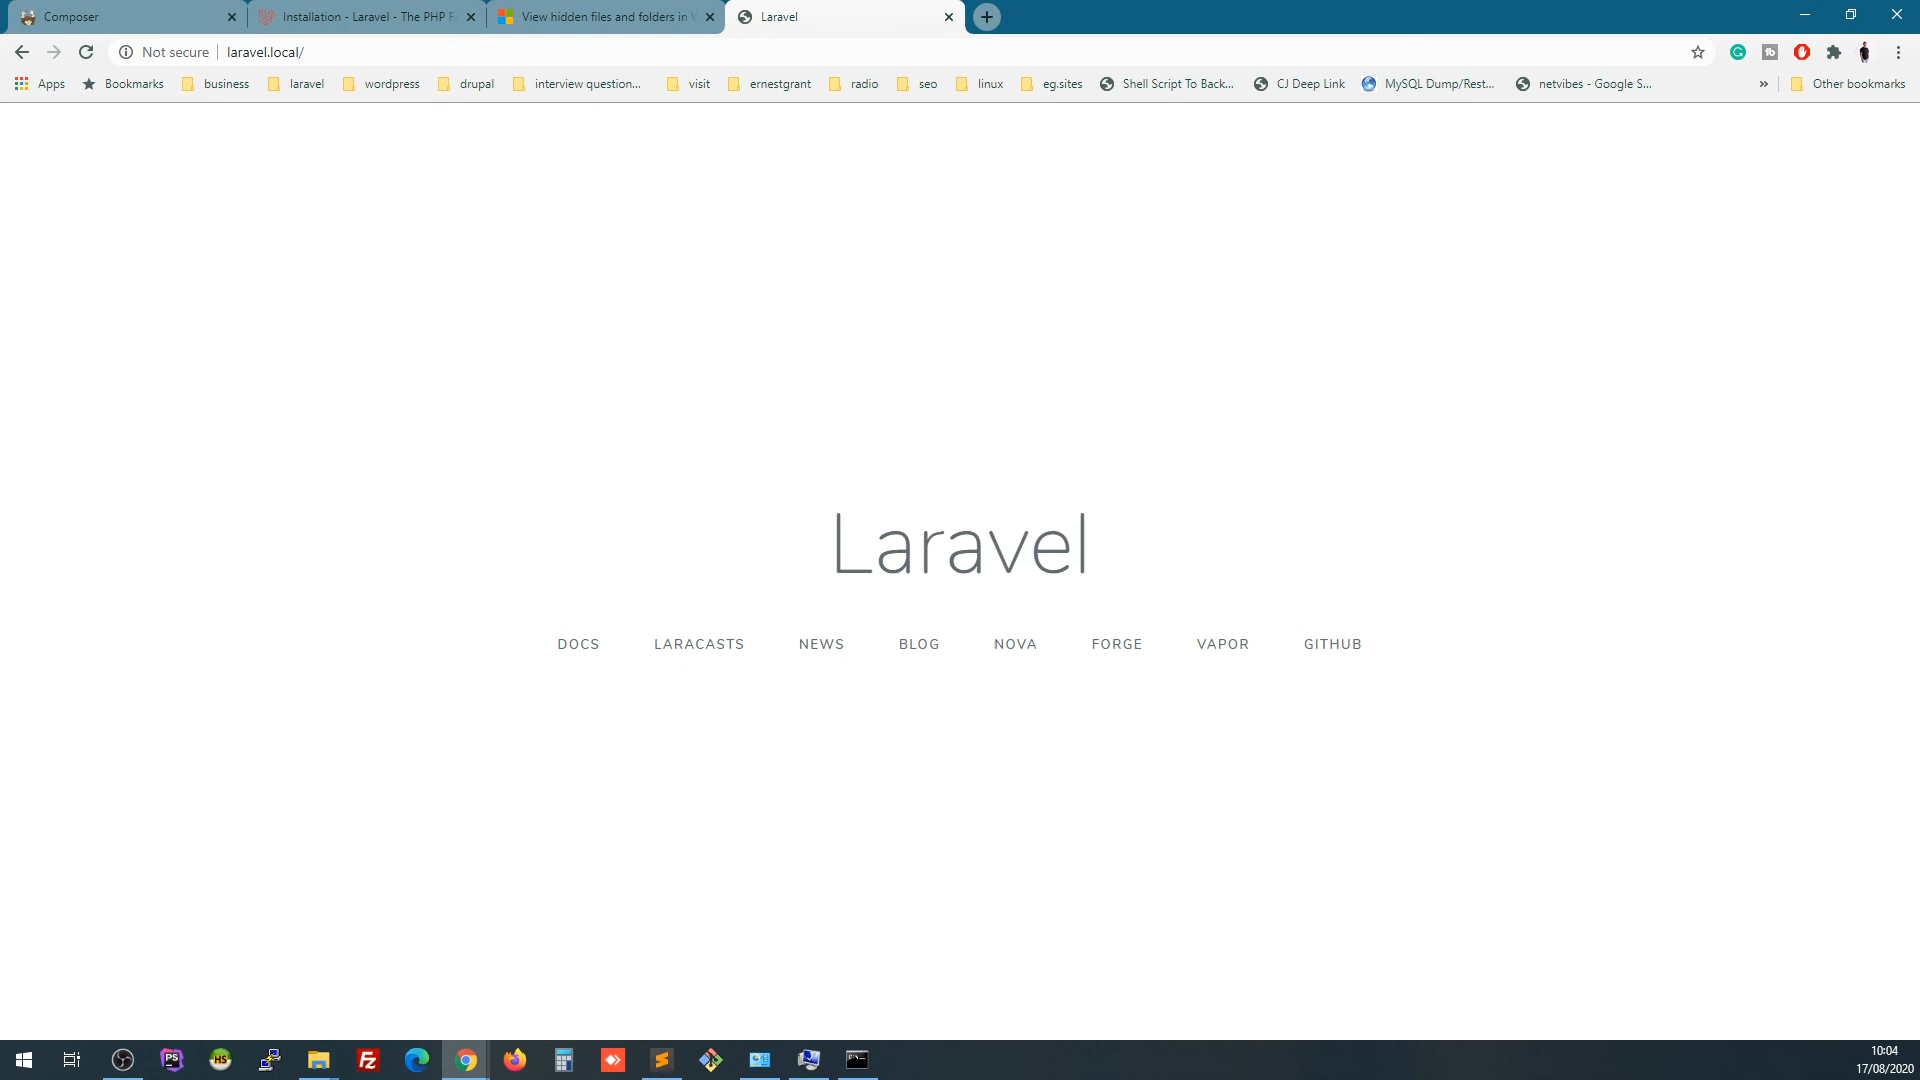 Composer
Installation - Laravel - The PHP F
View hidden files and folders in W
Laravel
Not secure
laravel.local/
Apps
Bookmarks
business
laravel
wordpress
drupal
interview question...
visit
ernestgrant
radio
seo
linux
eg.sites
Shell Script To Back...
CJ Deep Link
MySQL Dump/Rest...
netvibes - Google S...
»
Other bookmarks
Laravel
DOCS
LARACASTS
NEWS
BLOG
NOVA
FORGE
VAPOR
GITHUB
PS
HS
FZ
10:04
17/08/2020